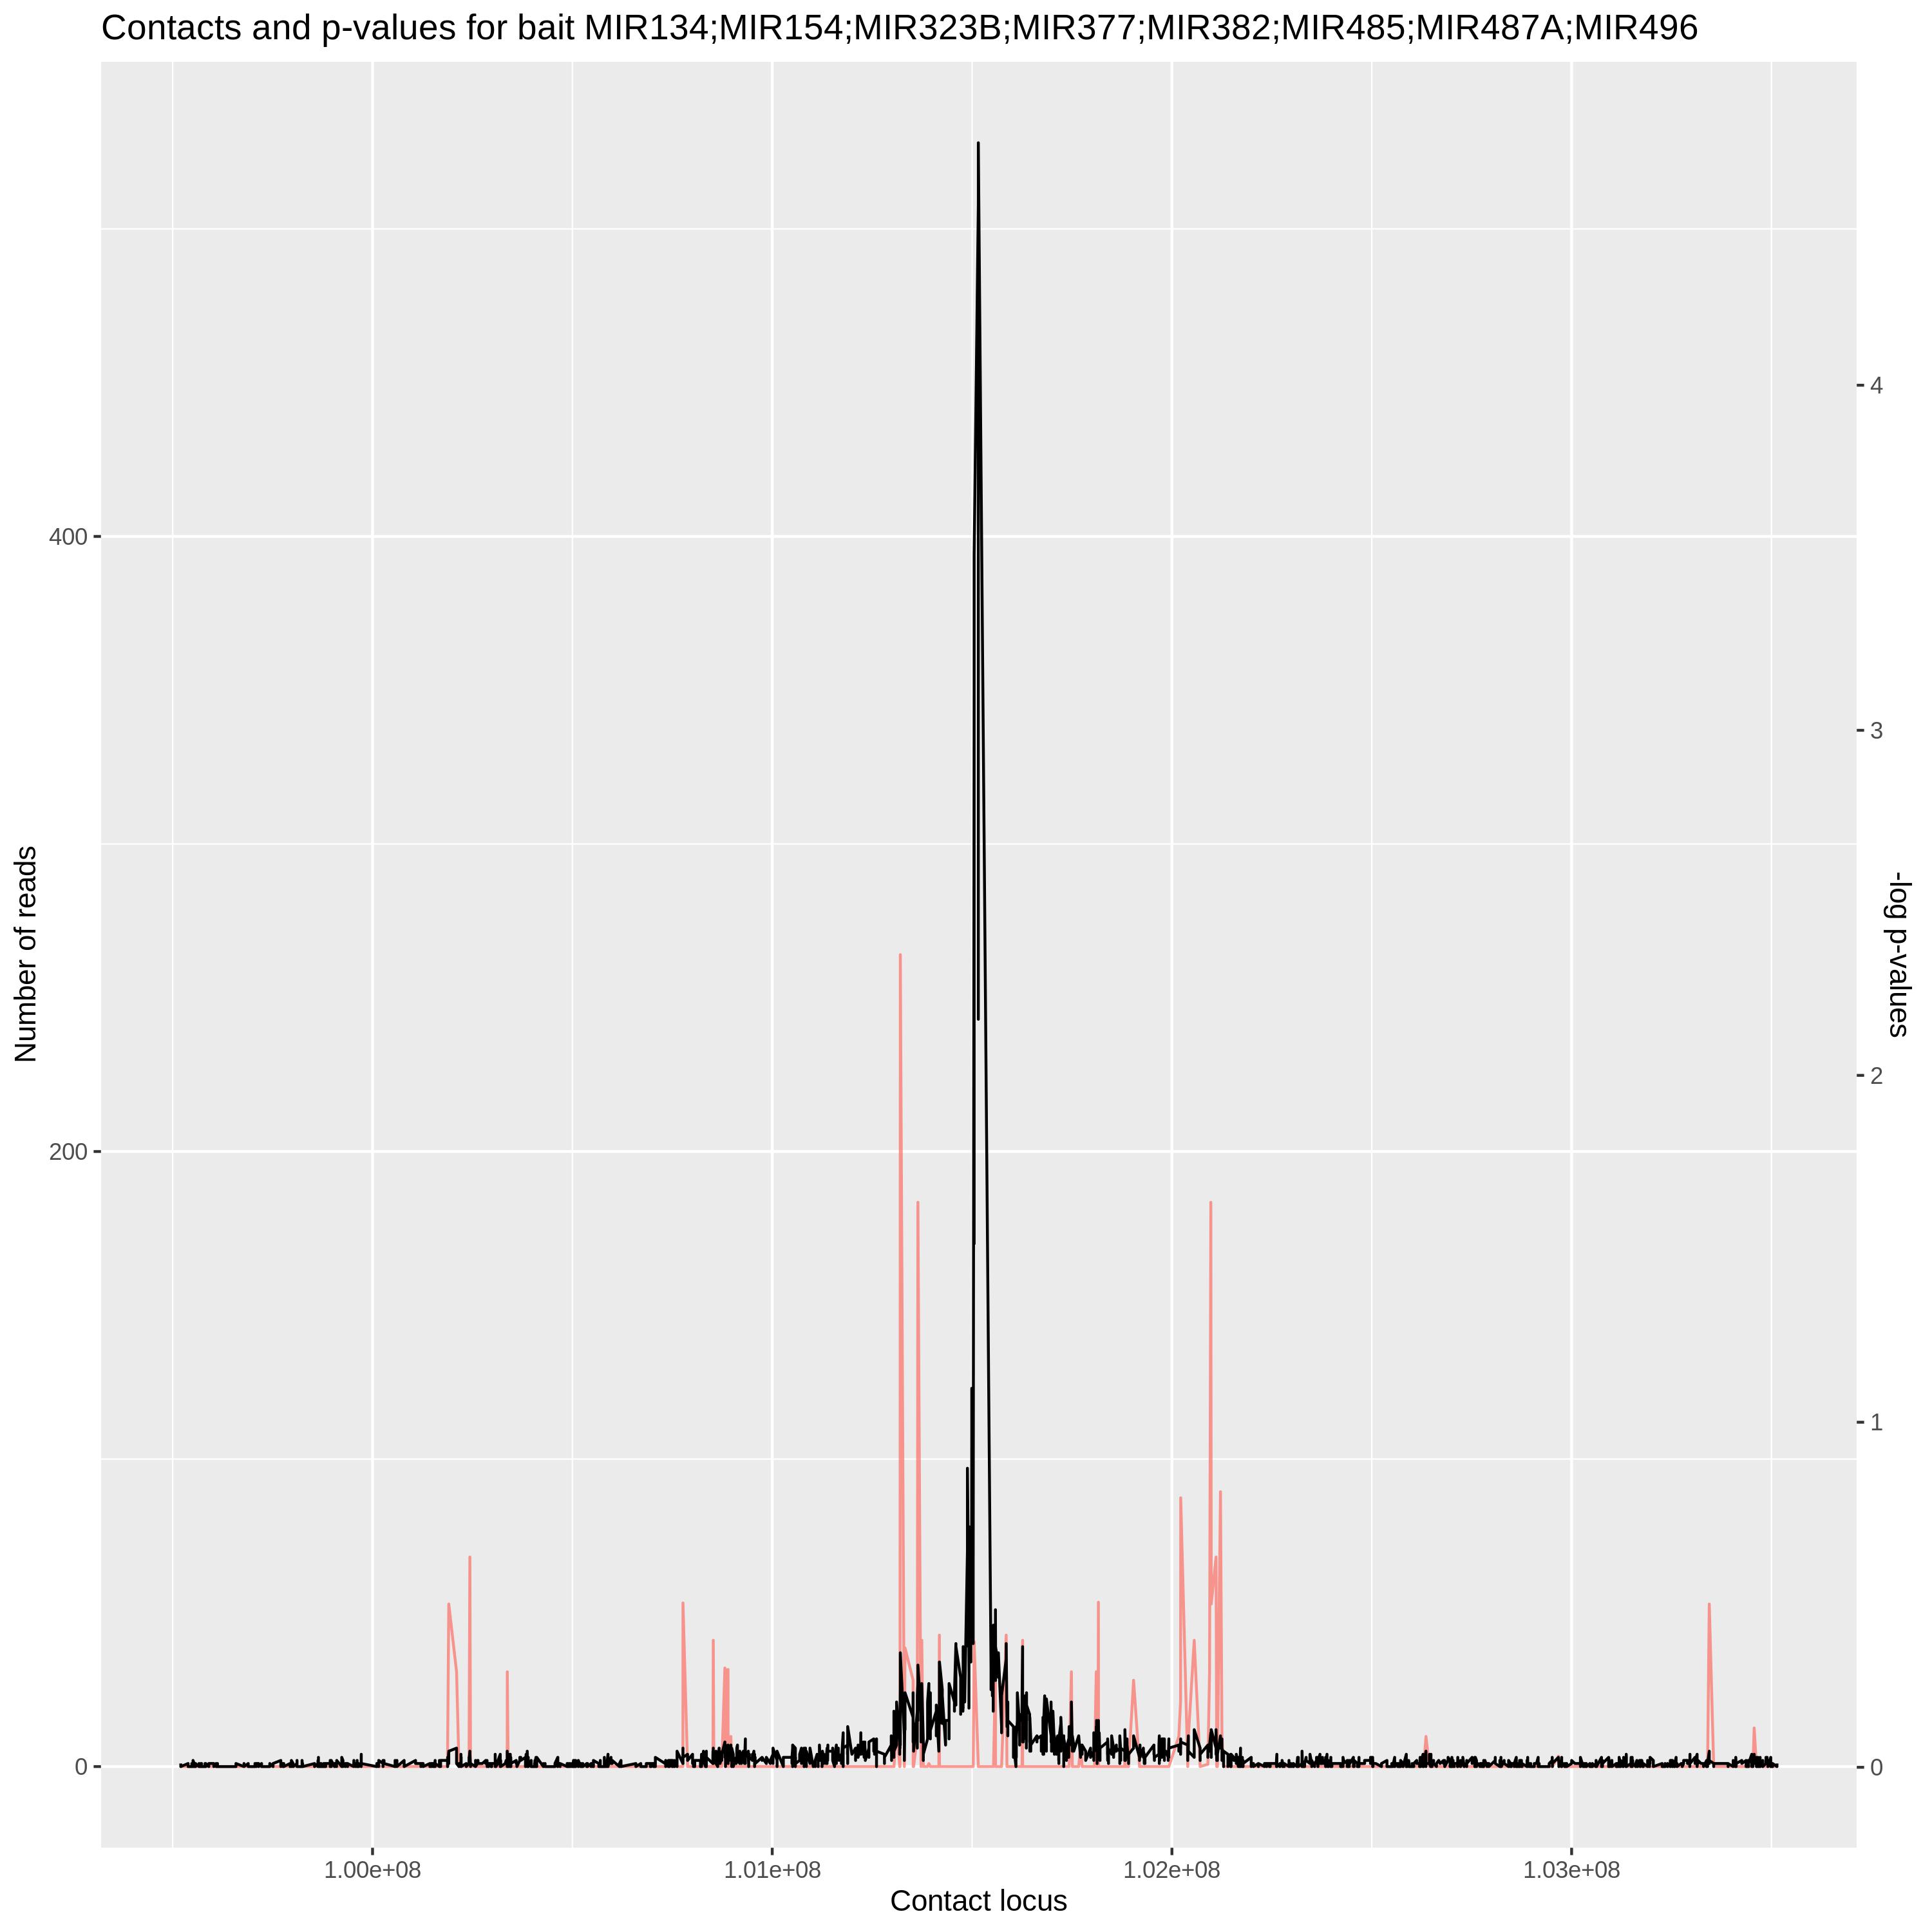 Contacts and p-values for bait MIR134;MIR154;MIR323B;MIR377;MIR382;MIR485;MIR487A;MIR496
Number of reads
400
200
0
4
3
2
1
0
-log p-values
1.00e+08
1.01e+08
1.02e+08
1.03e+08
Contact locus